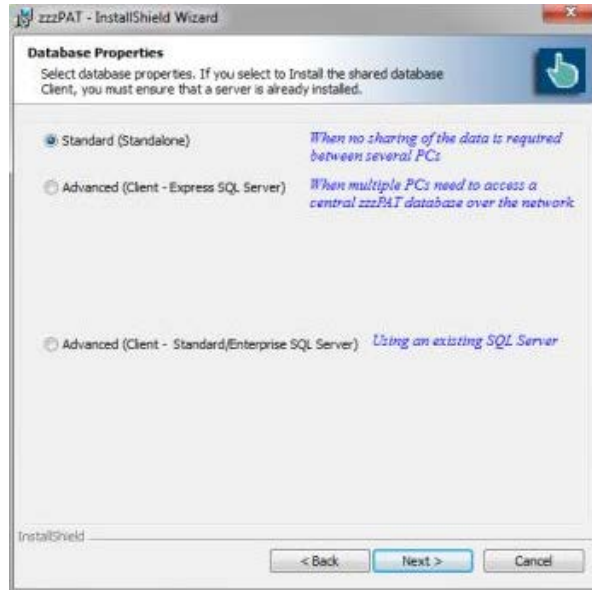 zzzPAT - InstallShield Wizard
Database Properties
Select database properties. If you select to Install the shared database
Client, you must ensure that a server is already installed.
Standard (Standalone)
When no sharing of the data is required
between several PCs
Advanced (Client - Express SQL Server)
When multiple PCs need to access a
central zzzPAT database over the network
Advanced (Client - Standard/Enterprise SQL Server)
Using an existing SQL Server
InstallShield
< Back
Next >
Cancel